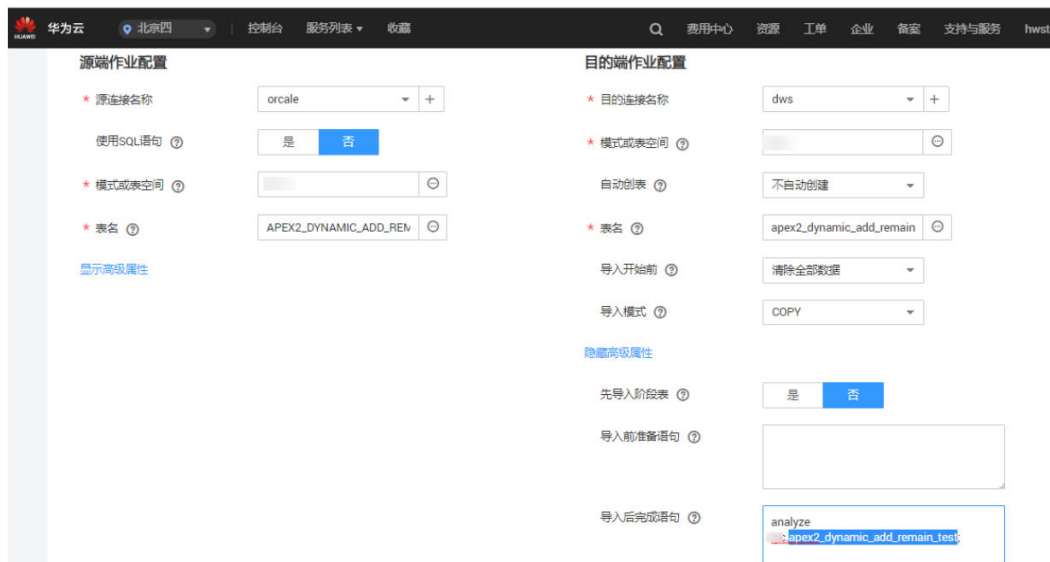 HUAWEI 华为云 北京四 控制台 服务列表 收藏 费用中心 资源 工单 企业 备案 支持与服务 hwst
源端作业配置
* 源连接名称 orcale +
使用SQL语句 ? 是 否
* 模式或表空间 ?
* 表名 ? APEX2_DYNAMIC_ADD_REM
显示高级属性
目的端作业配置
* 目的连接名称 dws +
* 模式或表空间 ?
自动创表 ? 不自动创建
* 表名 ? apex2_dynamic_add_remain
导入开始前 ? 清除全部数据
导入模式 ? COPY
隐藏高级属性
先导入阶段表 ? 是 否
导入前准备语句 ?
导入后完成语句 ? analyze
.apex2_dynamic_add_remain_test;